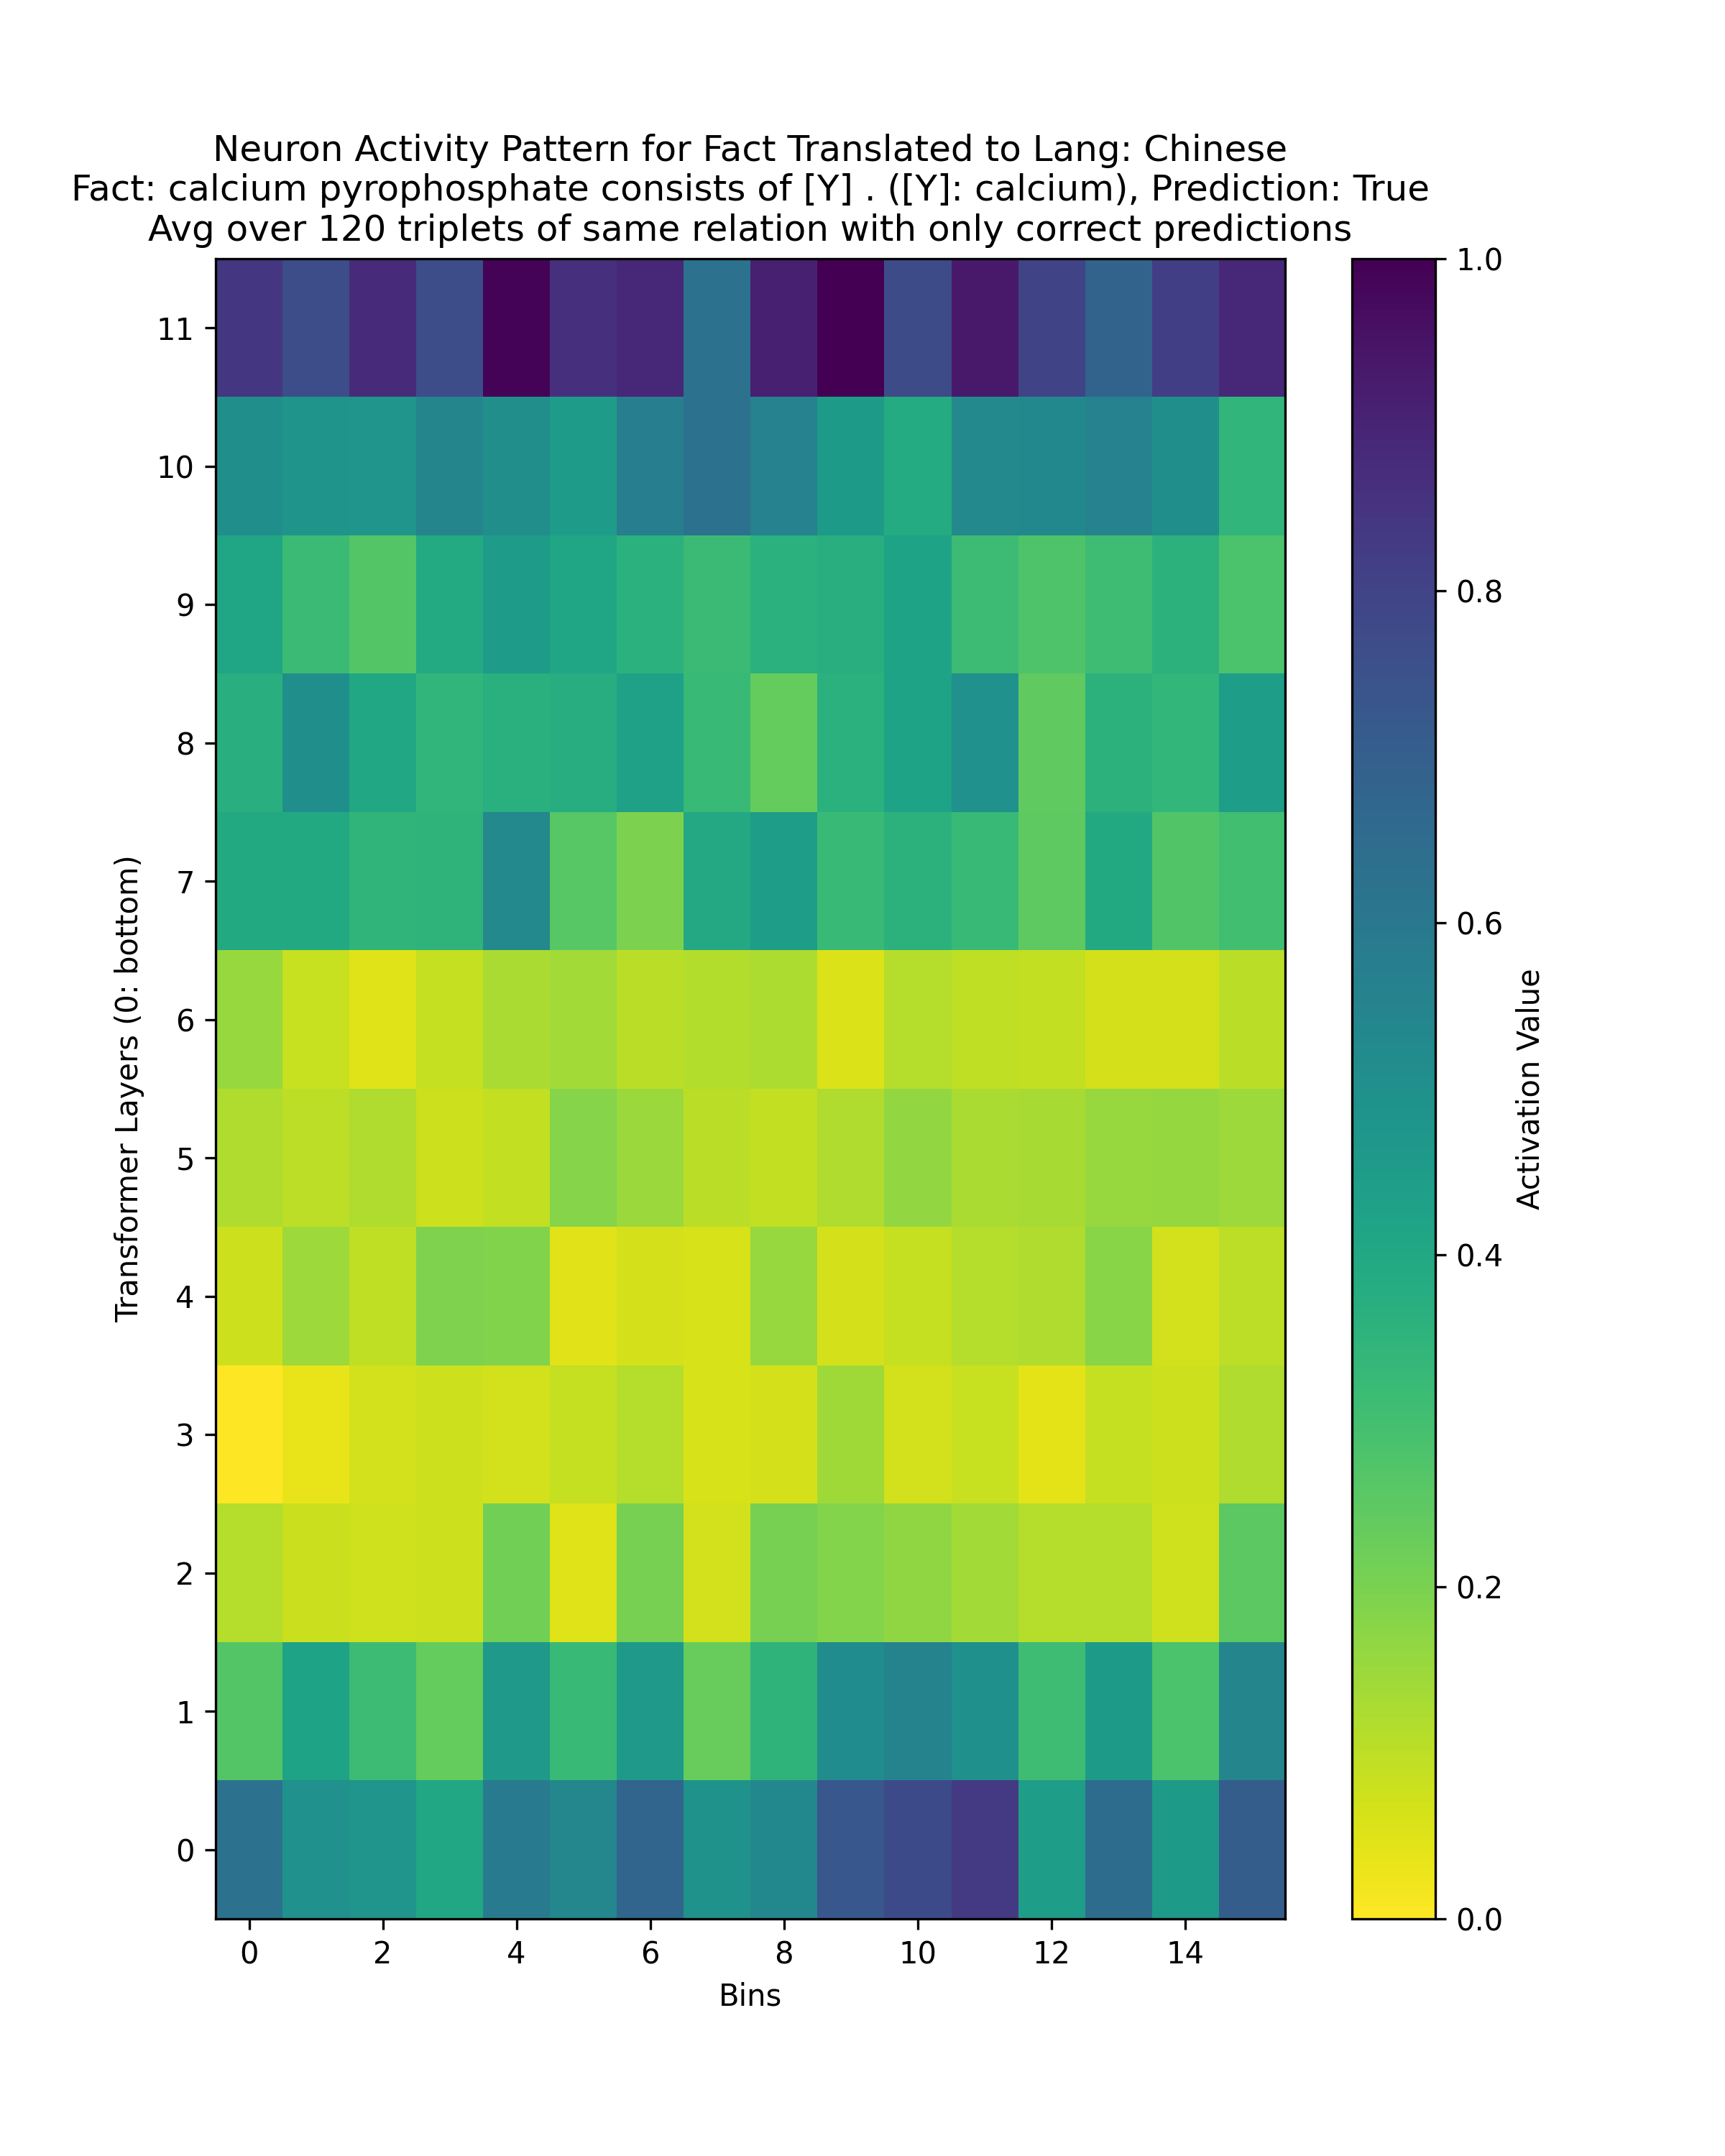 Neuron Activity Pattern for Fact Translated to Lang: Chinese
Fact: calcium pyrophosphate consists of [Y] . ([Y]: calcium), Prediction: True
Avg over 120 triplets of same relation with only correct predictions
11
10
9
8
7
6
5
4
3
2
1
0
Transformer Layers (0: bottom)
0 2 4 6 8 10 12 14
Bins
1.0
0.8
0.6
0.4
0.2
0.0
Activation Value